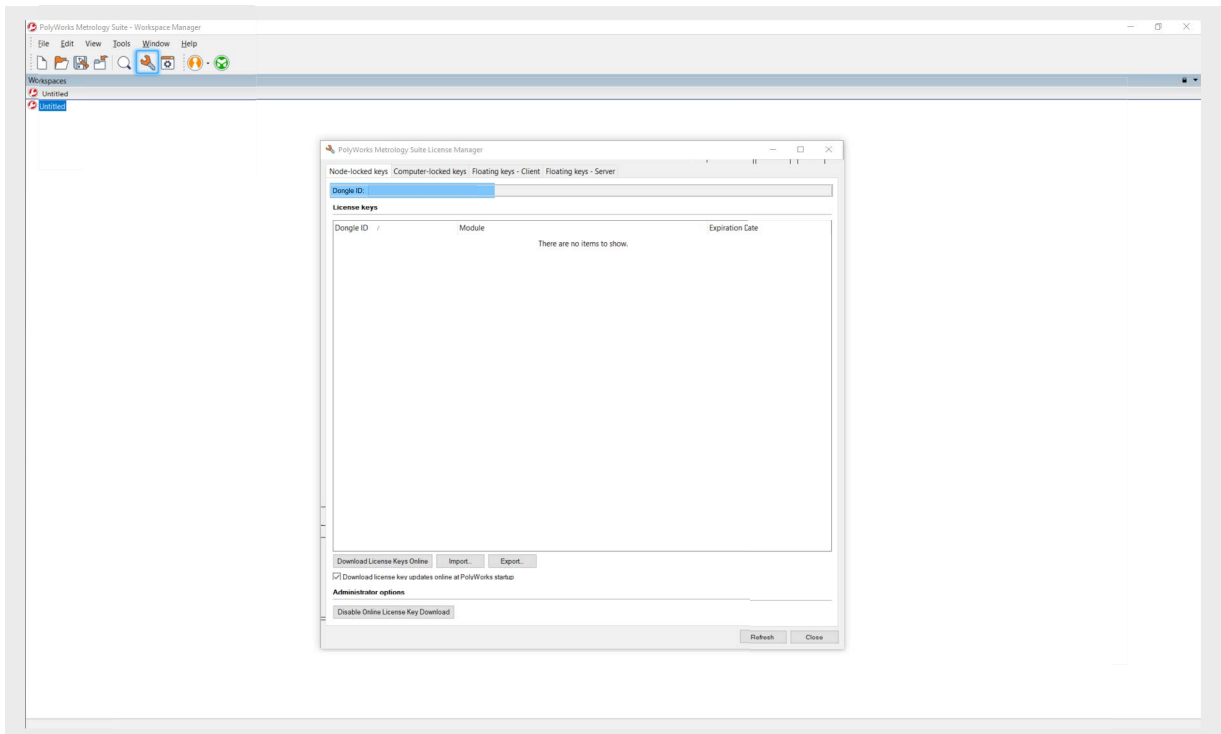 PolyWorks Metrology Suite - Workspace Manager
File Edit View Tools Window Help
Workspaces
Untitled
Untitled
PolyWorks Metrology Suite License Manager
Node-locked keys Computer-locked keys Floating keys - Client Floating keys - Server
Dongle ID:
License keys
Dongle ID / Module Expiration Date
There are no items to show.
Download License Keys Online Import... Export...
Download license key updates online at PolyWorks startup
Administrator options
Disable Online License Key Download
Refresh Close